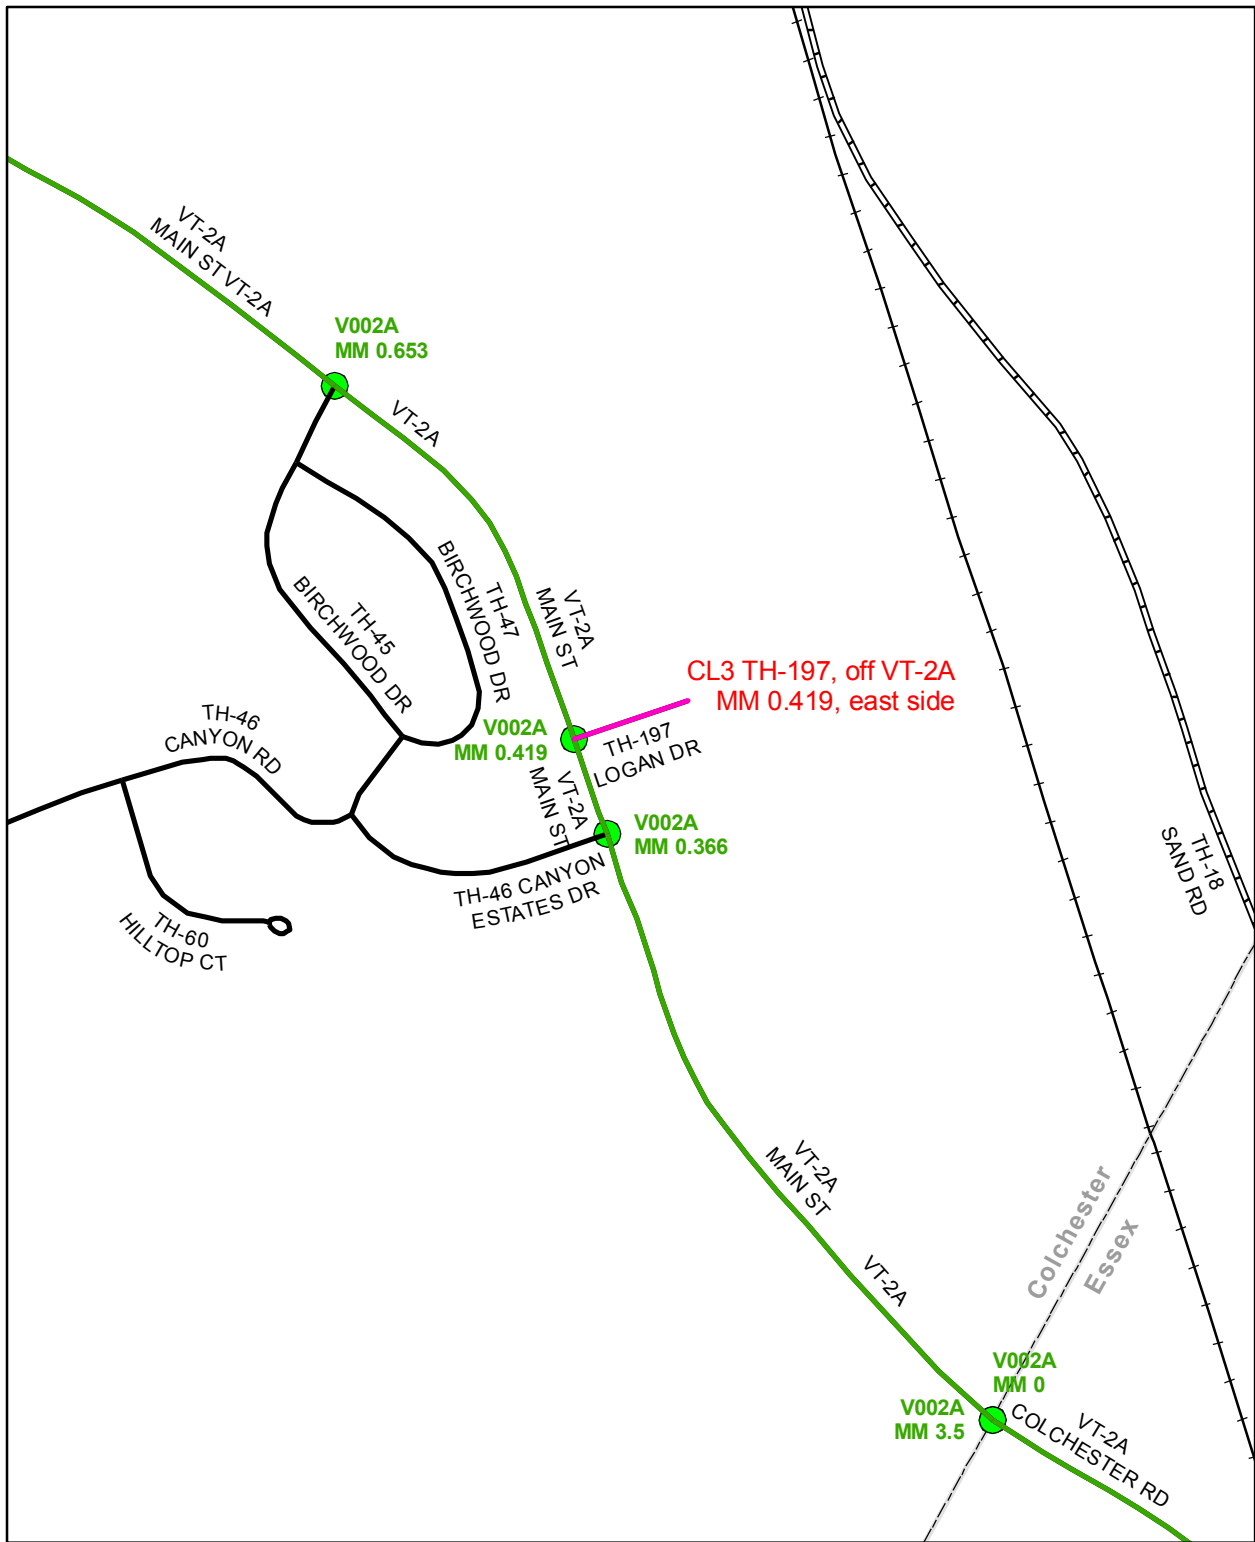 VT-2A
MAIN ST VT-2A
V002A
MM 0.653
VT-2A
TH-47
BIRCHWOOD DR
TH-45
BIRCHWOOD DR
VT-2A
MAIN ST
CL3 TH-197, off VT-2A
MM 0.419, east side
TH-46
CANYON RD
V002A
MM 0.419
TH-197
LOGAN DR
VT-2A
MAIN ST
V002A
MM 0.366
TH-46 CANYON
ESTATES DR
TH-18
SAND RD
TH-60
HILLTOP CT
VT-2A
MAIN ST
Colchester
Essex
VT-2A
V002A
MM 0
V002A
MM 3.5
VT-2A
COLCHESTER RD